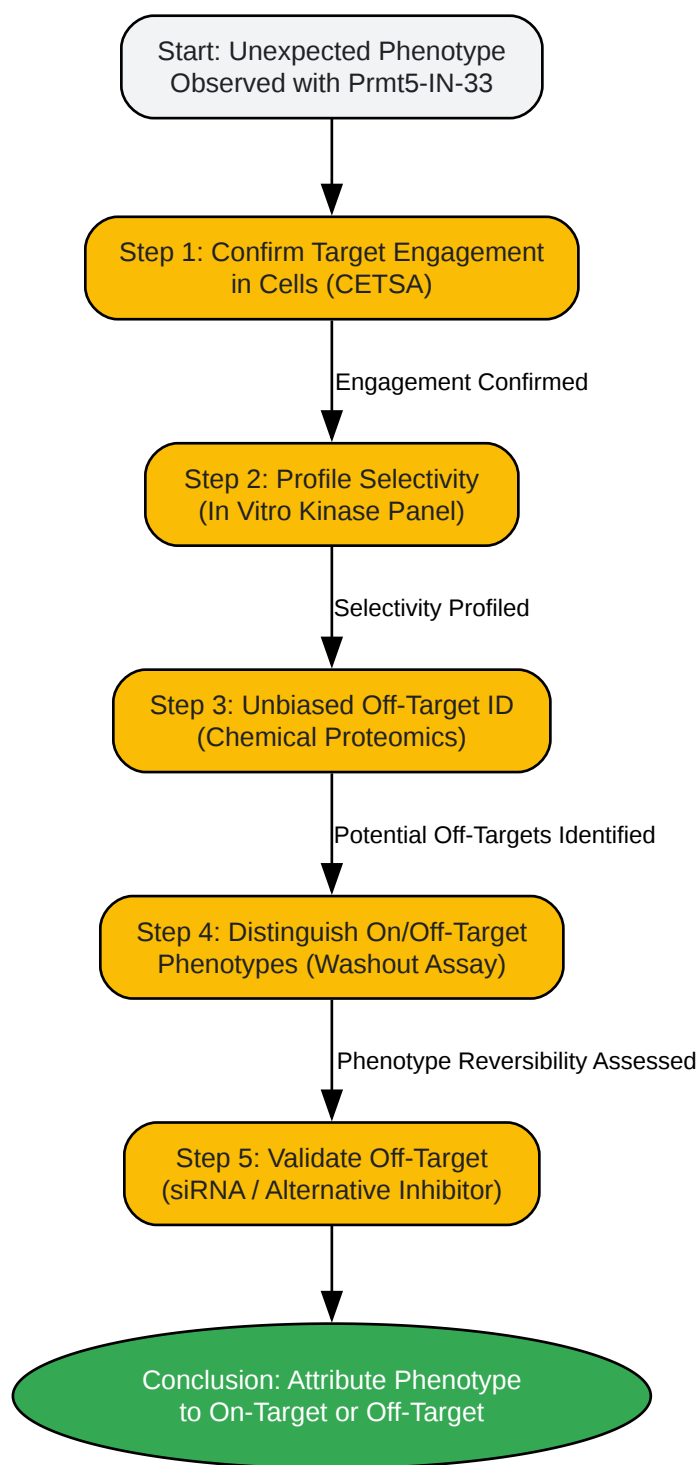 Start: Unexpected Phenotype
Observed with Prmt5-IN-33
Step 1: Confirm Target Engagement
in Cells (CETSA)
Engagement Confirmed
Step 2: Profile Selectivity
(In Vitro Kinase Panel)
Selectivity Profiled
Step 3: Unbiased Off-Target ID
(Chemical Proteomics)
Potential Off-Targets Identified
Step 4: Distinguish On/Off-Target
Phenotypes (Washout Assay)
Phenotype Reversibility Assessed
Step 5: Validate Off-Target
(siRNA / Alternative Inhibitor)
Conclusion: Attribute Phenotype
to On-Target or Off-Target